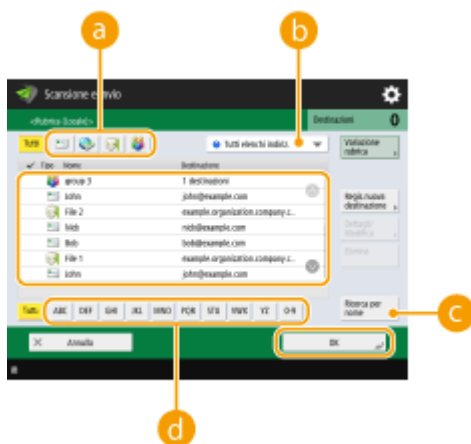 a
b
Scansione e invio
<Rubrica (Locale)>
Destinazioni 0
Tutti
Tutti elenchi indiriz.
Variazione rubrica
Tipo Nome Destinazione
group 3 1 destinazioni
John john@example.com
File 2 example.organization.company.c...
Nick nick@example.com
Bob bob@example.com
File 1 example.organization.company.c...
John john@example.com
Regis. nuova
destinazione
Dettagli/
Modifica
Elimina
Tutti ABC DEF GHI JKL MNO PQR STU VWX YZ 0-9
Ricerca per
nome
c
Annulla
OK
d